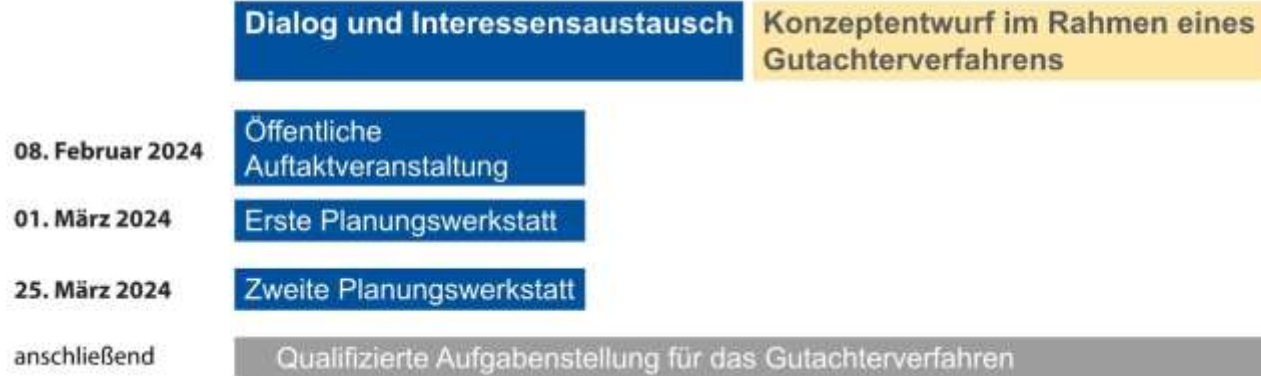 Dialog und Interessensaustausch
Konzeptentwurf im Rahmen eines
Gutachterverfahrens
08. Februar 2024
Öffentliche
Auftaktveranstaltung
01. März 2024
Erste Planungswerkstatt
25. März 2024
Zweite Planungswerkstatt
anschließend
Qualifizierte Aufgabenstellung für das Gutachterverfahren